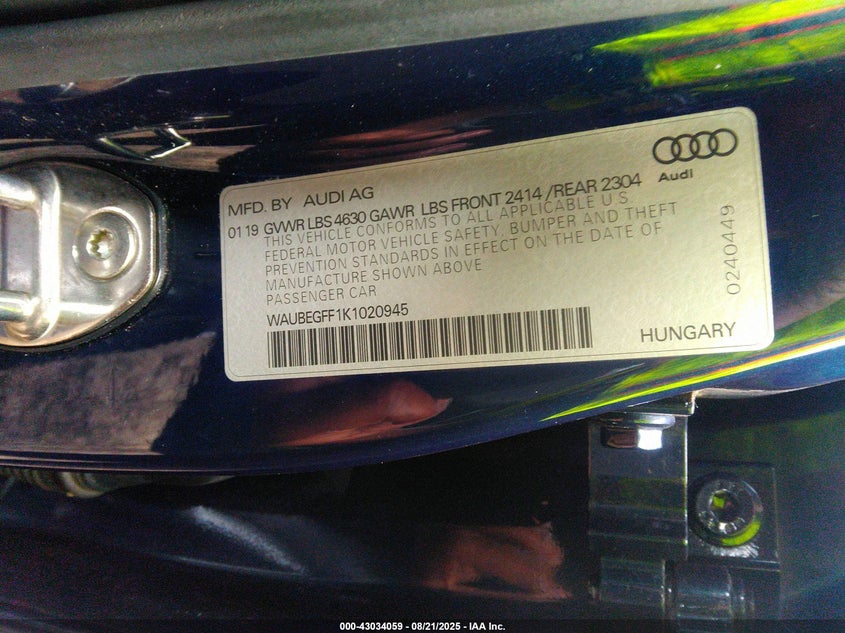 Audi
MFD. BY AUDI AG
01 19 GVWR LBS 4630 GAWR LBS FRONT 2414 /REAR 2304
THIS VEHICLE CONFORMS TO ALL APPLICABLE U S
FEDERAL MOTOR VEHICLE SAFETY, BUMPER AND THEFT
PREVENTION STANDARDS IN EFFECT ON THE DATE OF
MANUFACTURE SHOWN ABOVE
PASSENGER CAR
WAUBEGFF1K1020945
HUNGARY
0240449
000-43034059 - 08/21/2025 - IAA Inc.